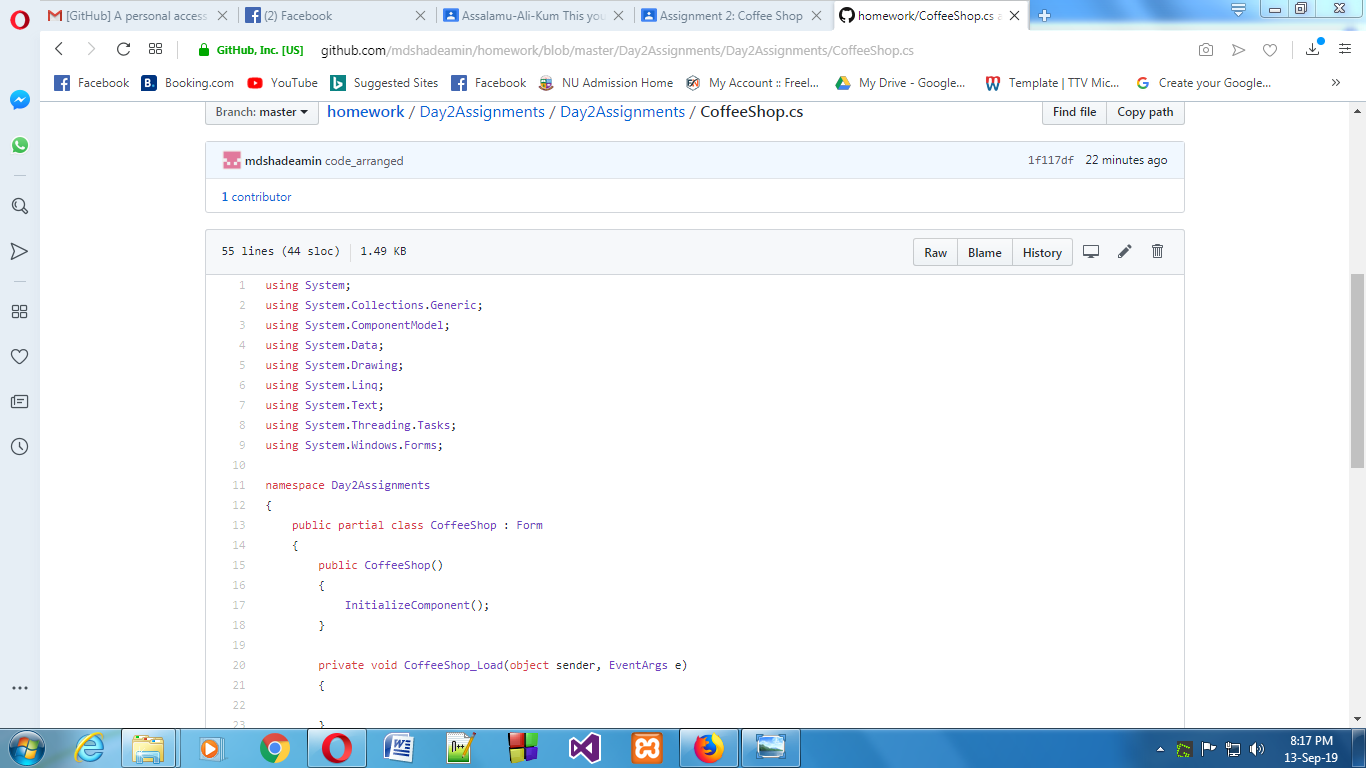 [GitHub] A personal access
(2) Facebook
Assalamu-Ali-Kum This you
Assignment 2: Coffee Shop
homework/CoffeeShop.cs a
GitHub, Inc. [US]
github.com/mdshadeamin/homework/blob/master/Day2Assignments/Day2Assignments/CoffeeShop.cs
Facebook
Booking.com
YouTube
Suggested Sites
Facebook
NU Admission Home
My Account :: Freel...
My Drive - Google...
Template | TTV Mic...
Create your Google...
»
Branch: master
homework / Day2Assignments / Day2Assignments / CoffeeShop.cs
Find file
Copy path
mdshadeamin code_arranged
1f117df 22 minutes ago
1 contributor
55 lines (44 sloc) 1.49 KB
Raw
Blame
History
1 using System;
2 using System.Collections.Generic;
3 using System.ComponentModel;
4 using System.Data;
5 using System.Drawing;
6 using System.Linq;
7 using System.Text;
8 using System.Threading.Tasks;
9 using System.Windows.Forms;
10
11 namespace Day2Assignments
12 {
13 public partial class CoffeeShop : Form
14 {
15 public CoffeeShop()
16 {
17 InitializeComponent();
18 }
19
20 private void CoffeeShop_Load(object sender, EventArgs e)
21 {
22
23 }
8:17 PM
13-Sep-19